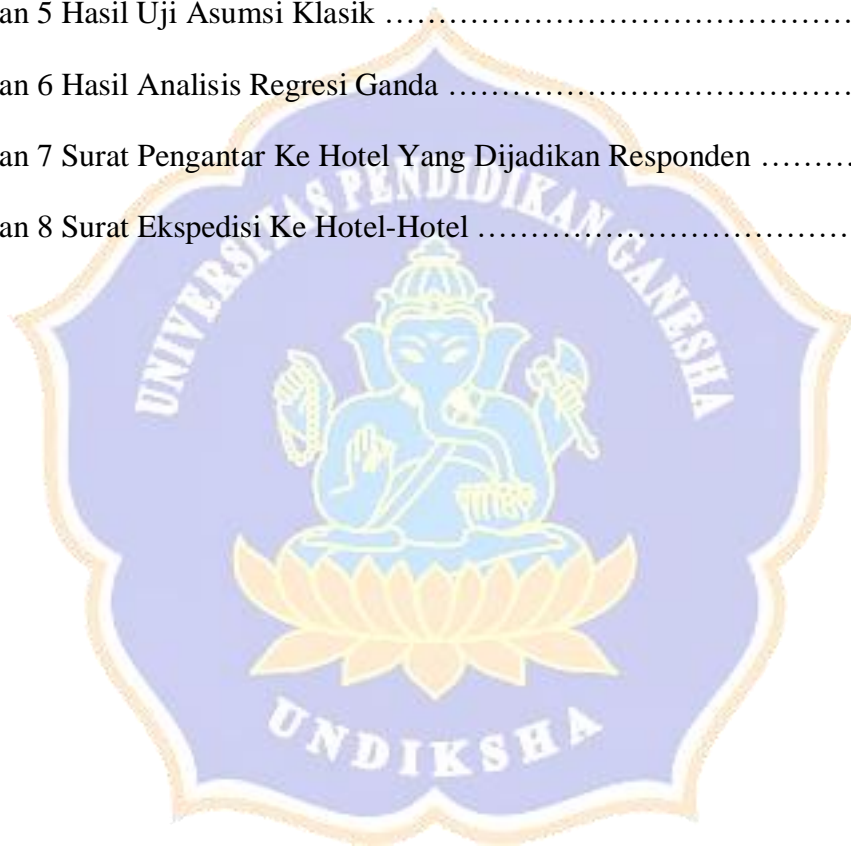 an 5 Hasil Uji Asumsi Klasik ……………………………………
an 6 Hasil Analisis Regresi Ganda ………………………………
an 7 Surat Pengantar Ke Hotel Yang Dijadikan Responden ………
an 8 Surat Ekspedisi Ke Hotel-Hotel ……………………………
UNIVERSITAS PENDIDIKAN GANESHA
UNDIKSHA